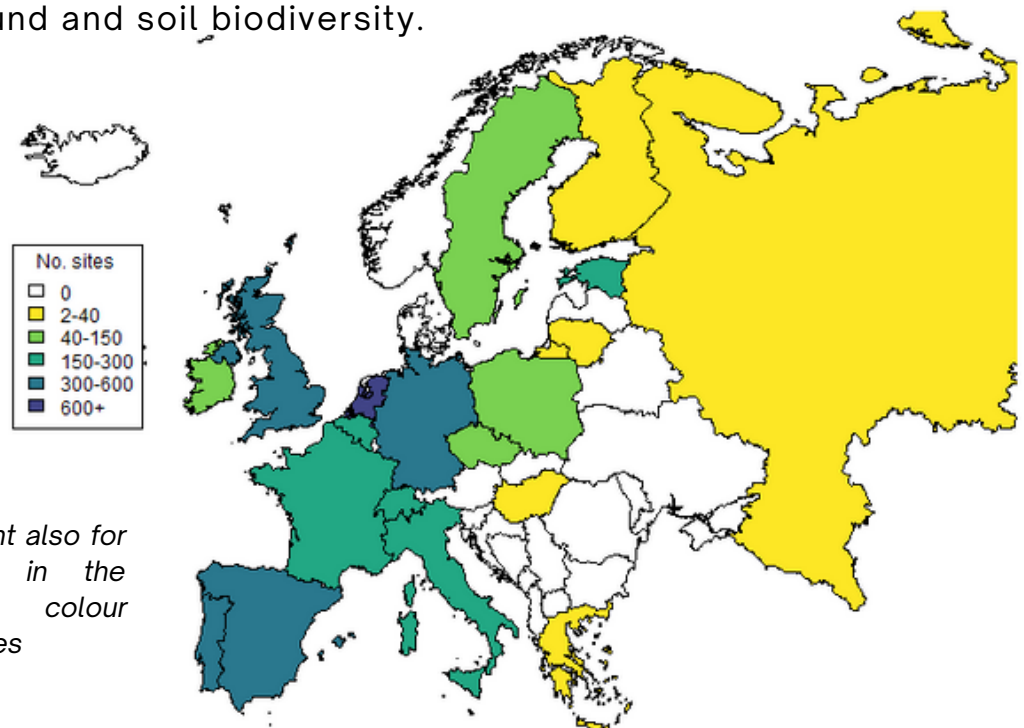 und and soil biodiversity.
No. sites
0
2-40
40-150
150-300
300-600
600+
nt also for
in the
colour
es